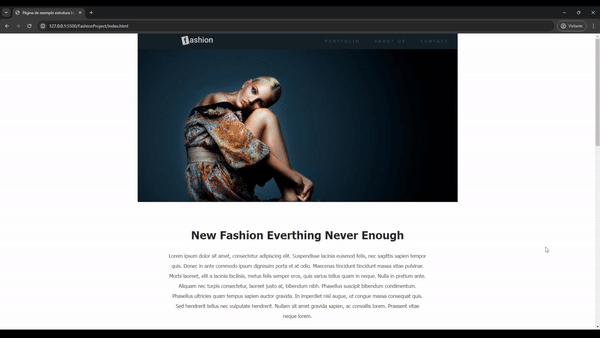 Página de exemplo estrutura
127.0.0.1:5500/FashionProject/index.html
Visitante
fashion
PORTFOLIO ABOUT US CONTACT
New Fashion Everthing Never Enough
Lorem ipsum dolor sit amet, consectetur adipiscing elit. Suspendisse lacinia euismod felis, nec sagittis sapien tempor
quis. Donec in ante commodo ipsum dignissim porta et at odio. Maecenas tincidunt tincidunt massa vitae pulvinar.
Morbi laoreet, elit a lacinia facilisis, metus felis semper eros, quis varius tellus quam in neque. Nulla in pretium ante.
Aliquam nec turpis consectetur, laoreet justo at, bibendum nibh. Phasellus suscipit bibendum condimentum.
Phasellus ultricies quam tempus sapien auctor gravida. In imperdiet nisl augue, ut congue massa consequat quis.
Sed hendrerit tellus nec vulputate hendrerit. Nullam sit amet gravida sapien, ac convallis lorem. Praesent vitae
neque lorem.